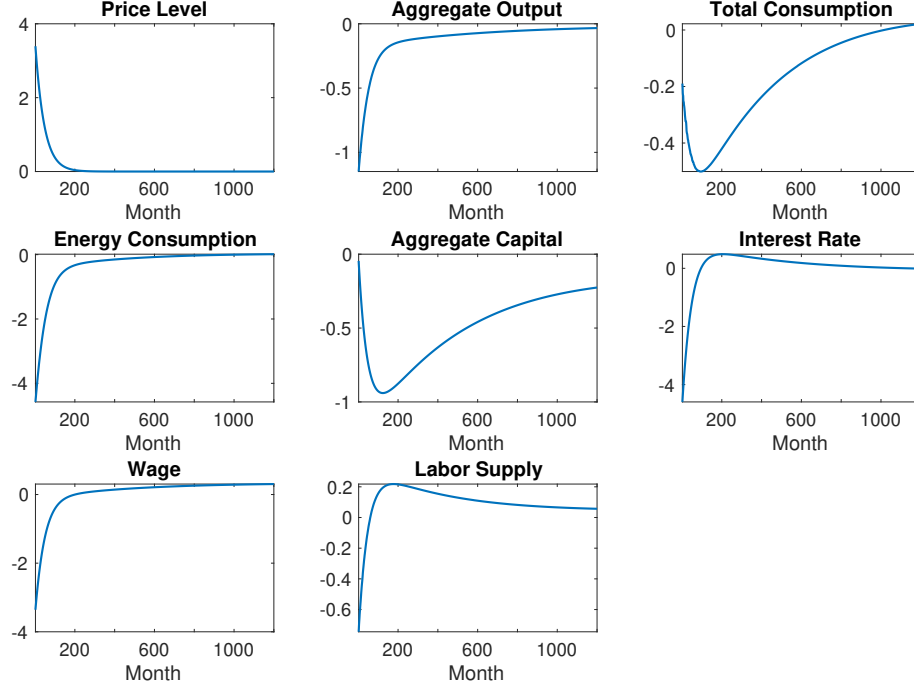 Price Level
Aggregate Output
Total Consumption
4
2
0
0
-0.5
-1
0
-0.2
-0.4
200 600 1000
200 600 1000
200 600 1000
Month
Month
Month
Energy Consumption
Aggregate Capital
Interest Rate
0
-2
-4
0
-0.5
-1
0
-2
-4
200 600 1000
200 600 1000
200 600 1000
Month
Month
Month
Wage
Labor Supply
0
-2
-4
0.2
0
-0.2
-0.4
-0.6
200 600 1000
200 600 1000
Month
Month